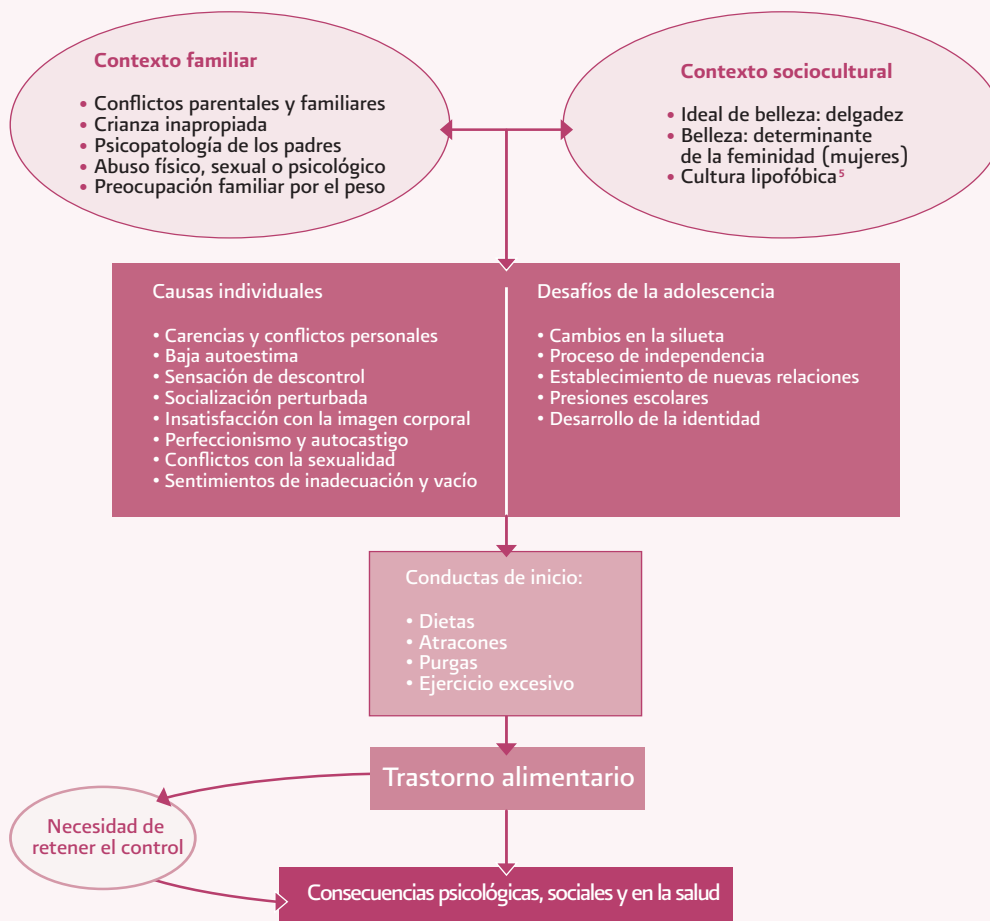 Contexto familiar
• Conflictos parentales y familiares
• Crianza inapropiada
• Psicopatología de los padres
• Abuso físico, sexual o psicológico
• Preocupación familiar por el peso
Contexto sociocultural
• Ideal de belleza: delgadez
• Belleza: determinante
de la feminidad (mujeres)
• Cultura lipofóbica⁵
Causas individuales
• Carencias y conflictos personales
• Baja autoestima
• Sensación de descontrol
• Socialización perturbada
• Insatisfacción con la imagen corporal
• Perfeccionismo y autocastigo
• Conflictos con la sexualidad
• Sentimientos de inadecuación y vacío
Desafíos de la adolescencia
• Cambios en la silueta
• Proceso de independencia
• Establecimiento de nuevas relaciones
• Presiones escolares
• Desarrollo de la identidad
Conductas de inicio:
• Dietas
• Atracones
• Purgas
• Ejercicio excesivo
Trastorno alimentario
Necesidad de
retener el control
Consecuencias psicológicas, sociales y en la salud